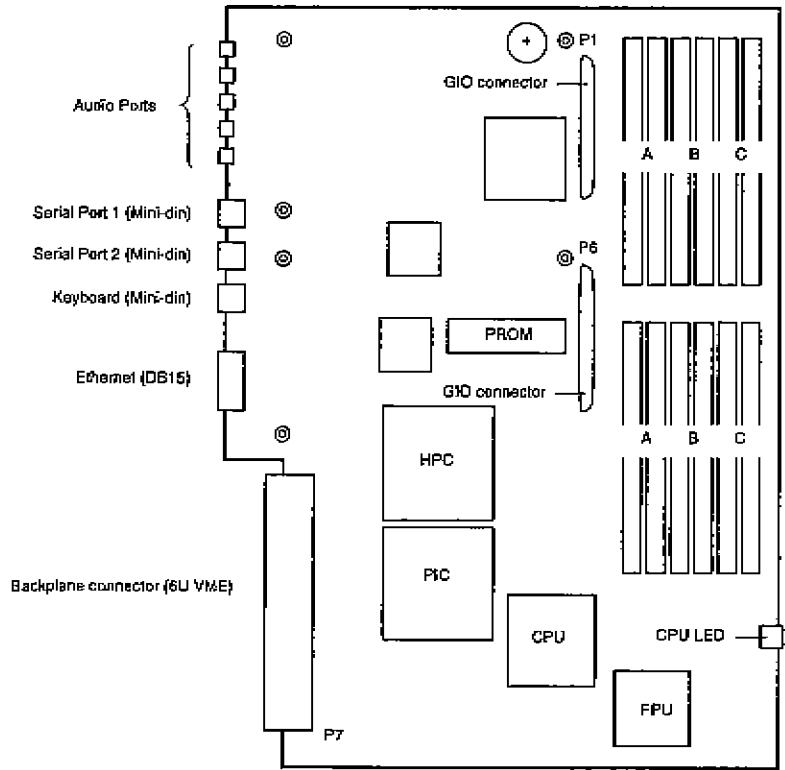 P1
GIO connector
Audio Ports
A B C
Serial Port 1 (Mini-din)
Serial Port 2 (Mini-din)
P6
Keyboard (Mini-din)
PROM
Ethernet (DB15)
GIO connector
A B C
HPC
PIC
Backplane connector (6U VME)
CPU
CPU LED
FPU
P7